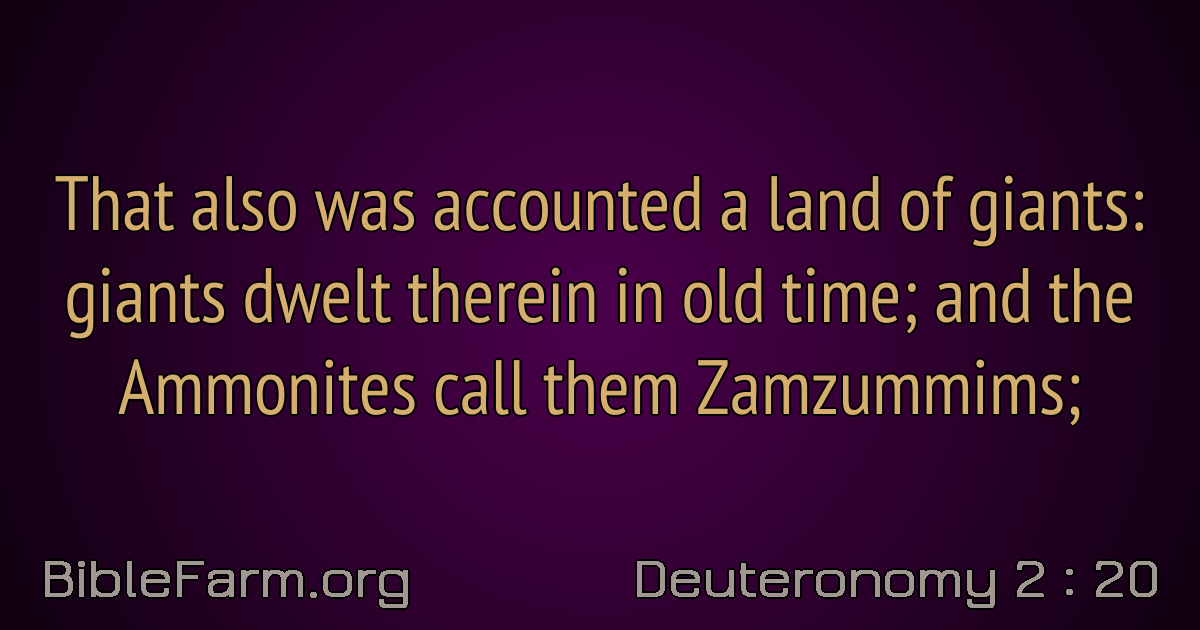 That also was accounted a land of giants:
giants dwelt therein in old time; and the
Ammonites call them Zamzummims;
BibleFarm.org
Deuteronomy 2 : 20